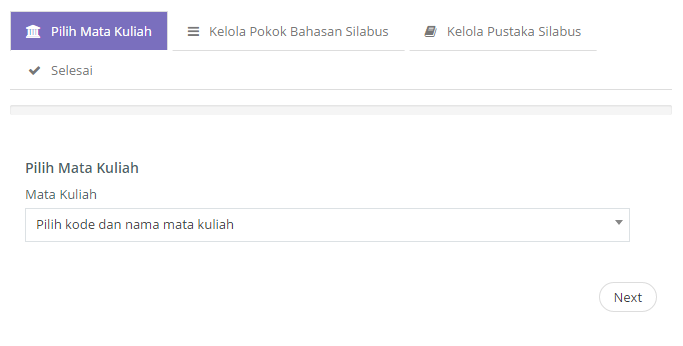 Pilih Mata Kuliah Kelola Pokok Bahasan Silabus Kelola Pustaka Silabus
Selesai
Pilih Mata Kuliah
Mata Kuliah
Pilih kode dan nama mata kuliah
Next